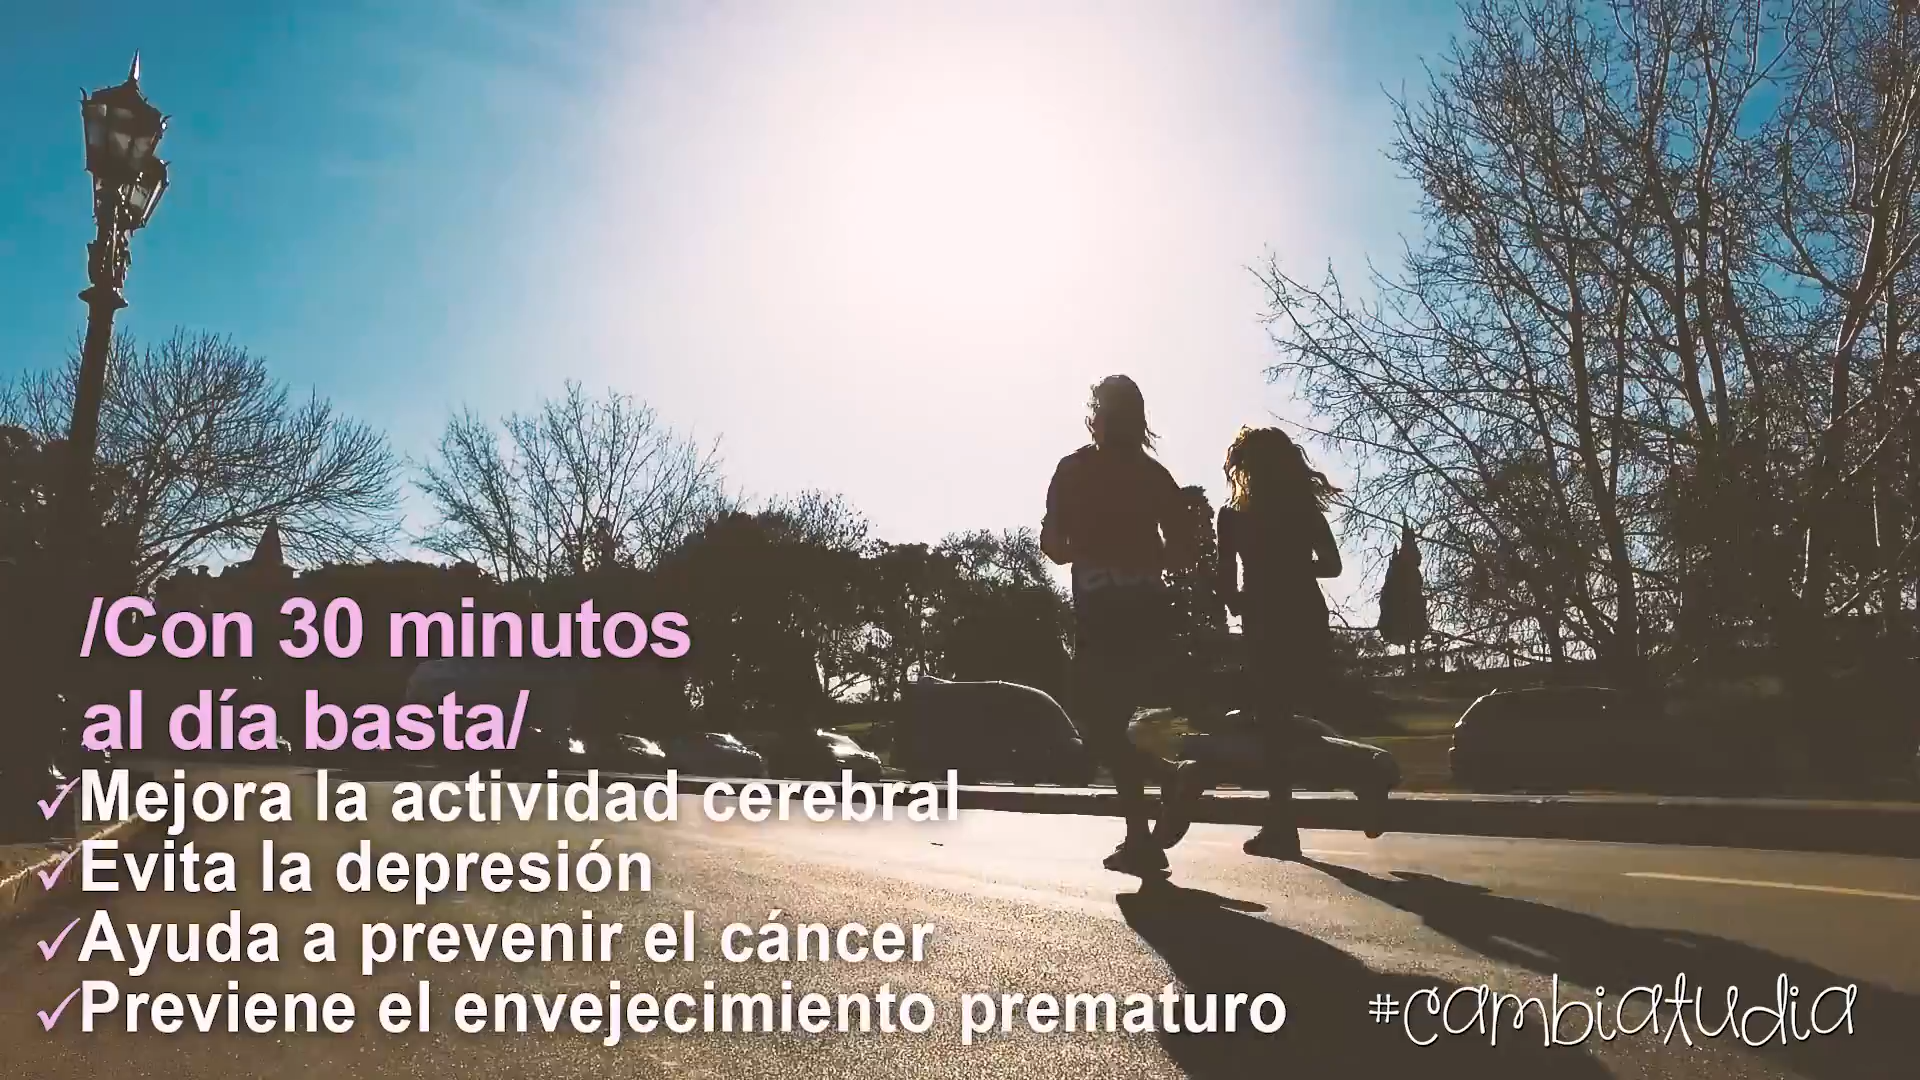 /Con 30 minutos
al día basta/
✓Mejora la actividad cerebral
✓Evita la depresión
✓Ayuda a prevenir el cáncer
✓Previene el envejecimiento prematuro
#cambiatudia